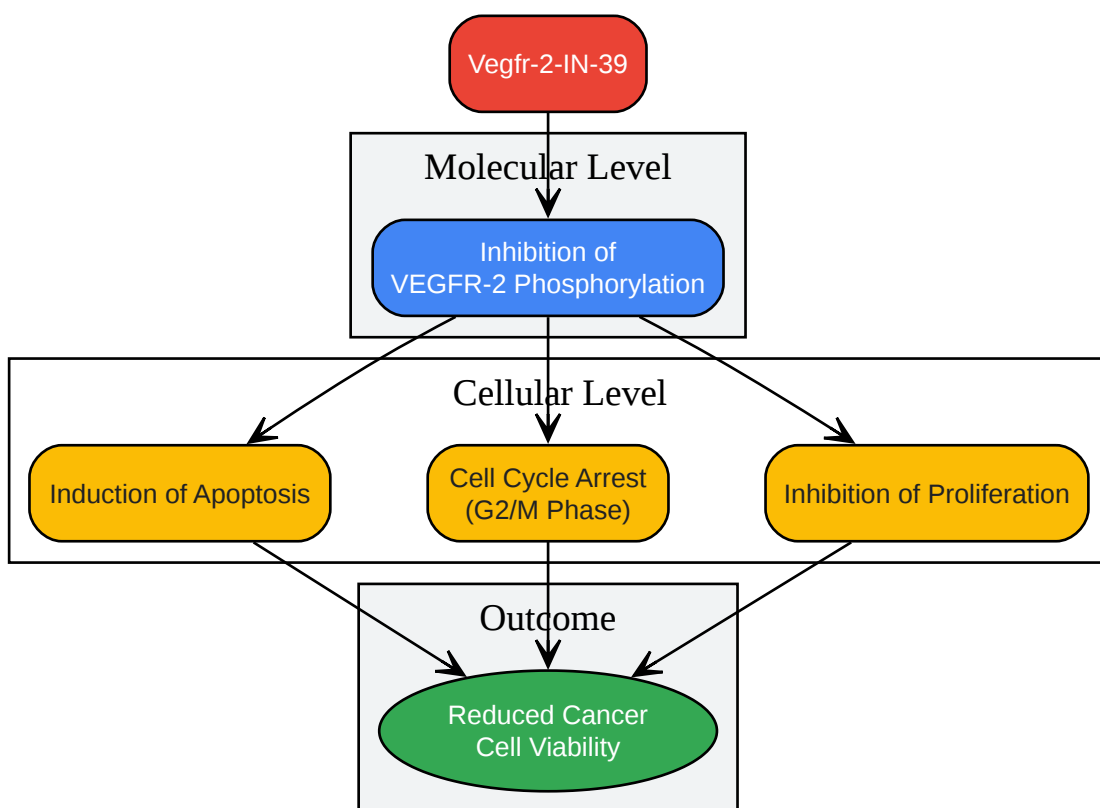 Vegfr-2-IN-39
Molecular Level
Inhibition of
VEGFR-2 Phosphorylation
Cellular Level
Induction of Apoptosis
Cell Cycle Arrest
(G2/M Phase)
Inhibition of Proliferation
Outcome
Reduced Cancer
Cell Viability